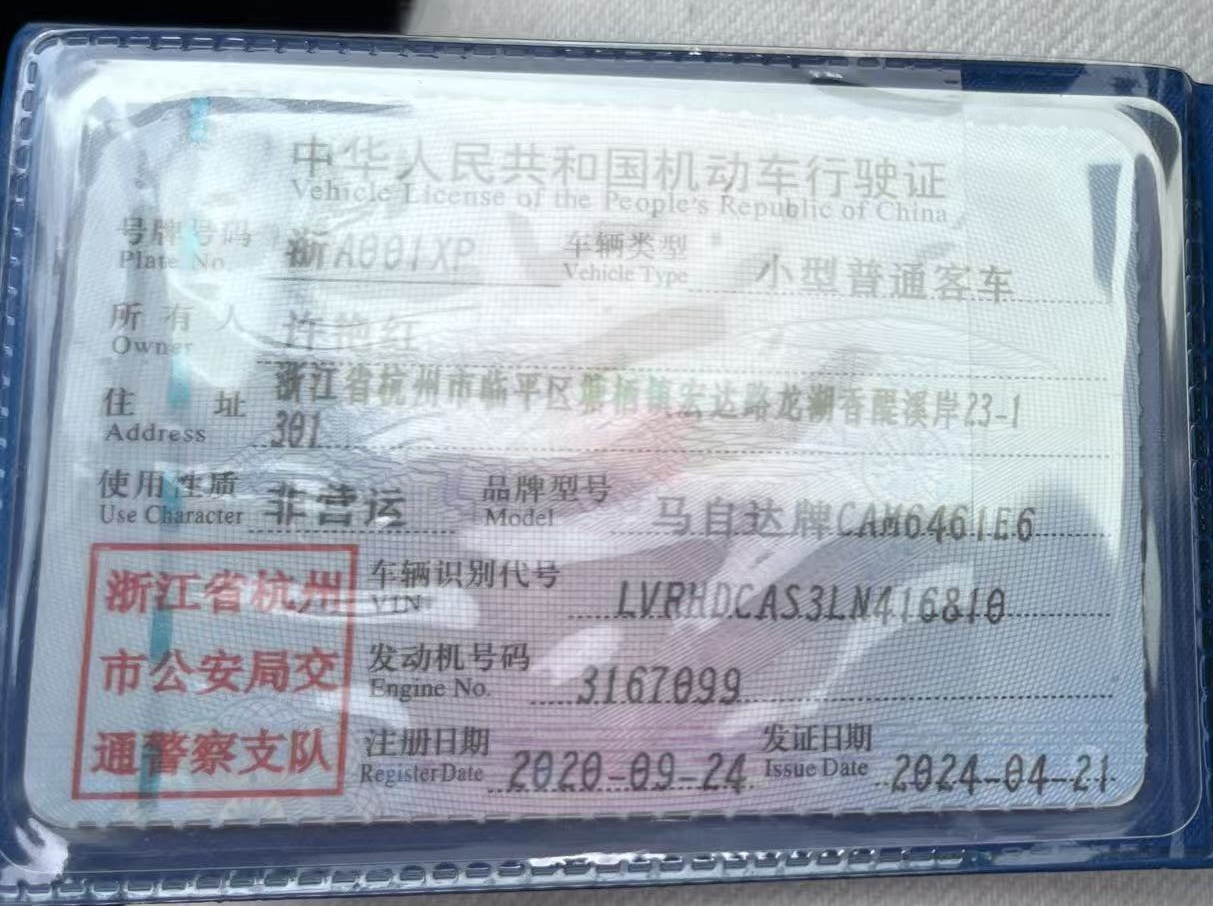 中华人民共和国机动车行驶证
Vehicle License of the People's Republic of China
号牌号码 浙A001XP 车辆类型 小型普通客车
Plate No. Vehicle Type
所有人 许艳红
Owner
住址 浙江省杭州市临平区塘栖镇宏达路龙湖香醍溪岸23-1
Address 301
使用性质 非营运 品牌型号 马自达牌CAM6461E6
Use Character Model
浙江省杭州
市公安局交
通警察支队
车辆识别代号 LVRHDCAS3LN416810
VIN
发动机号码 3167099
Engine No.
注册日期 2020-09-24 发证日期 2024-04-21
Register Date Issue Date